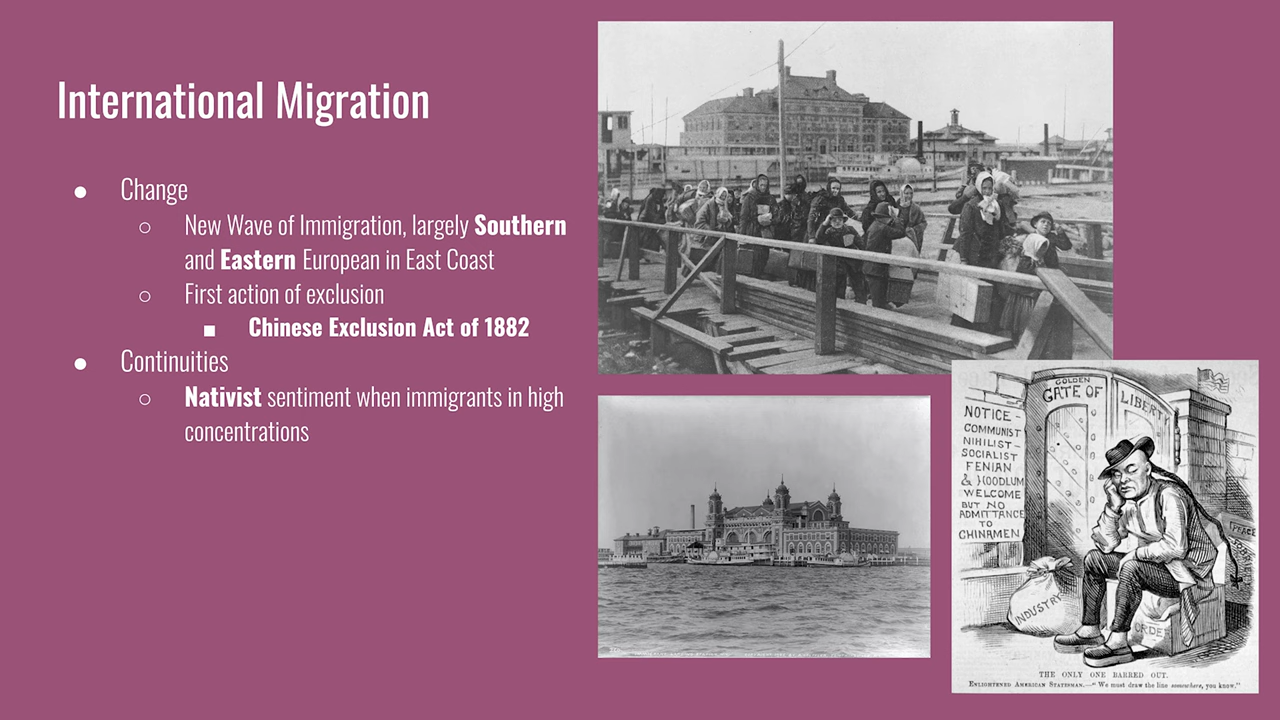 International Migration
● Change
○ New Wave of Immigration, largely Southern
and Eastern European in East Coast
○ First action of exclusion
■ Chinese Exclusion Act of 1882
● Continuities
○ Nativist sentiment when immigrants in high
concentrations
GOLDEN
GATE OF LIBERTY
NOTICE –
COMMUNIST
NIHILIST –
SOCIALIST
FENIAN
& HOODLUM
WELCOME
BUT NO
ADMITTANCE
TO
CHINAMEN
PEACE
INDUSTRY
ORDER
THE ONLY ONE BARRED OUT.
ENLIGHTENED AMERICAN STATESMAN.—" We must draw the line somewhere, you know."